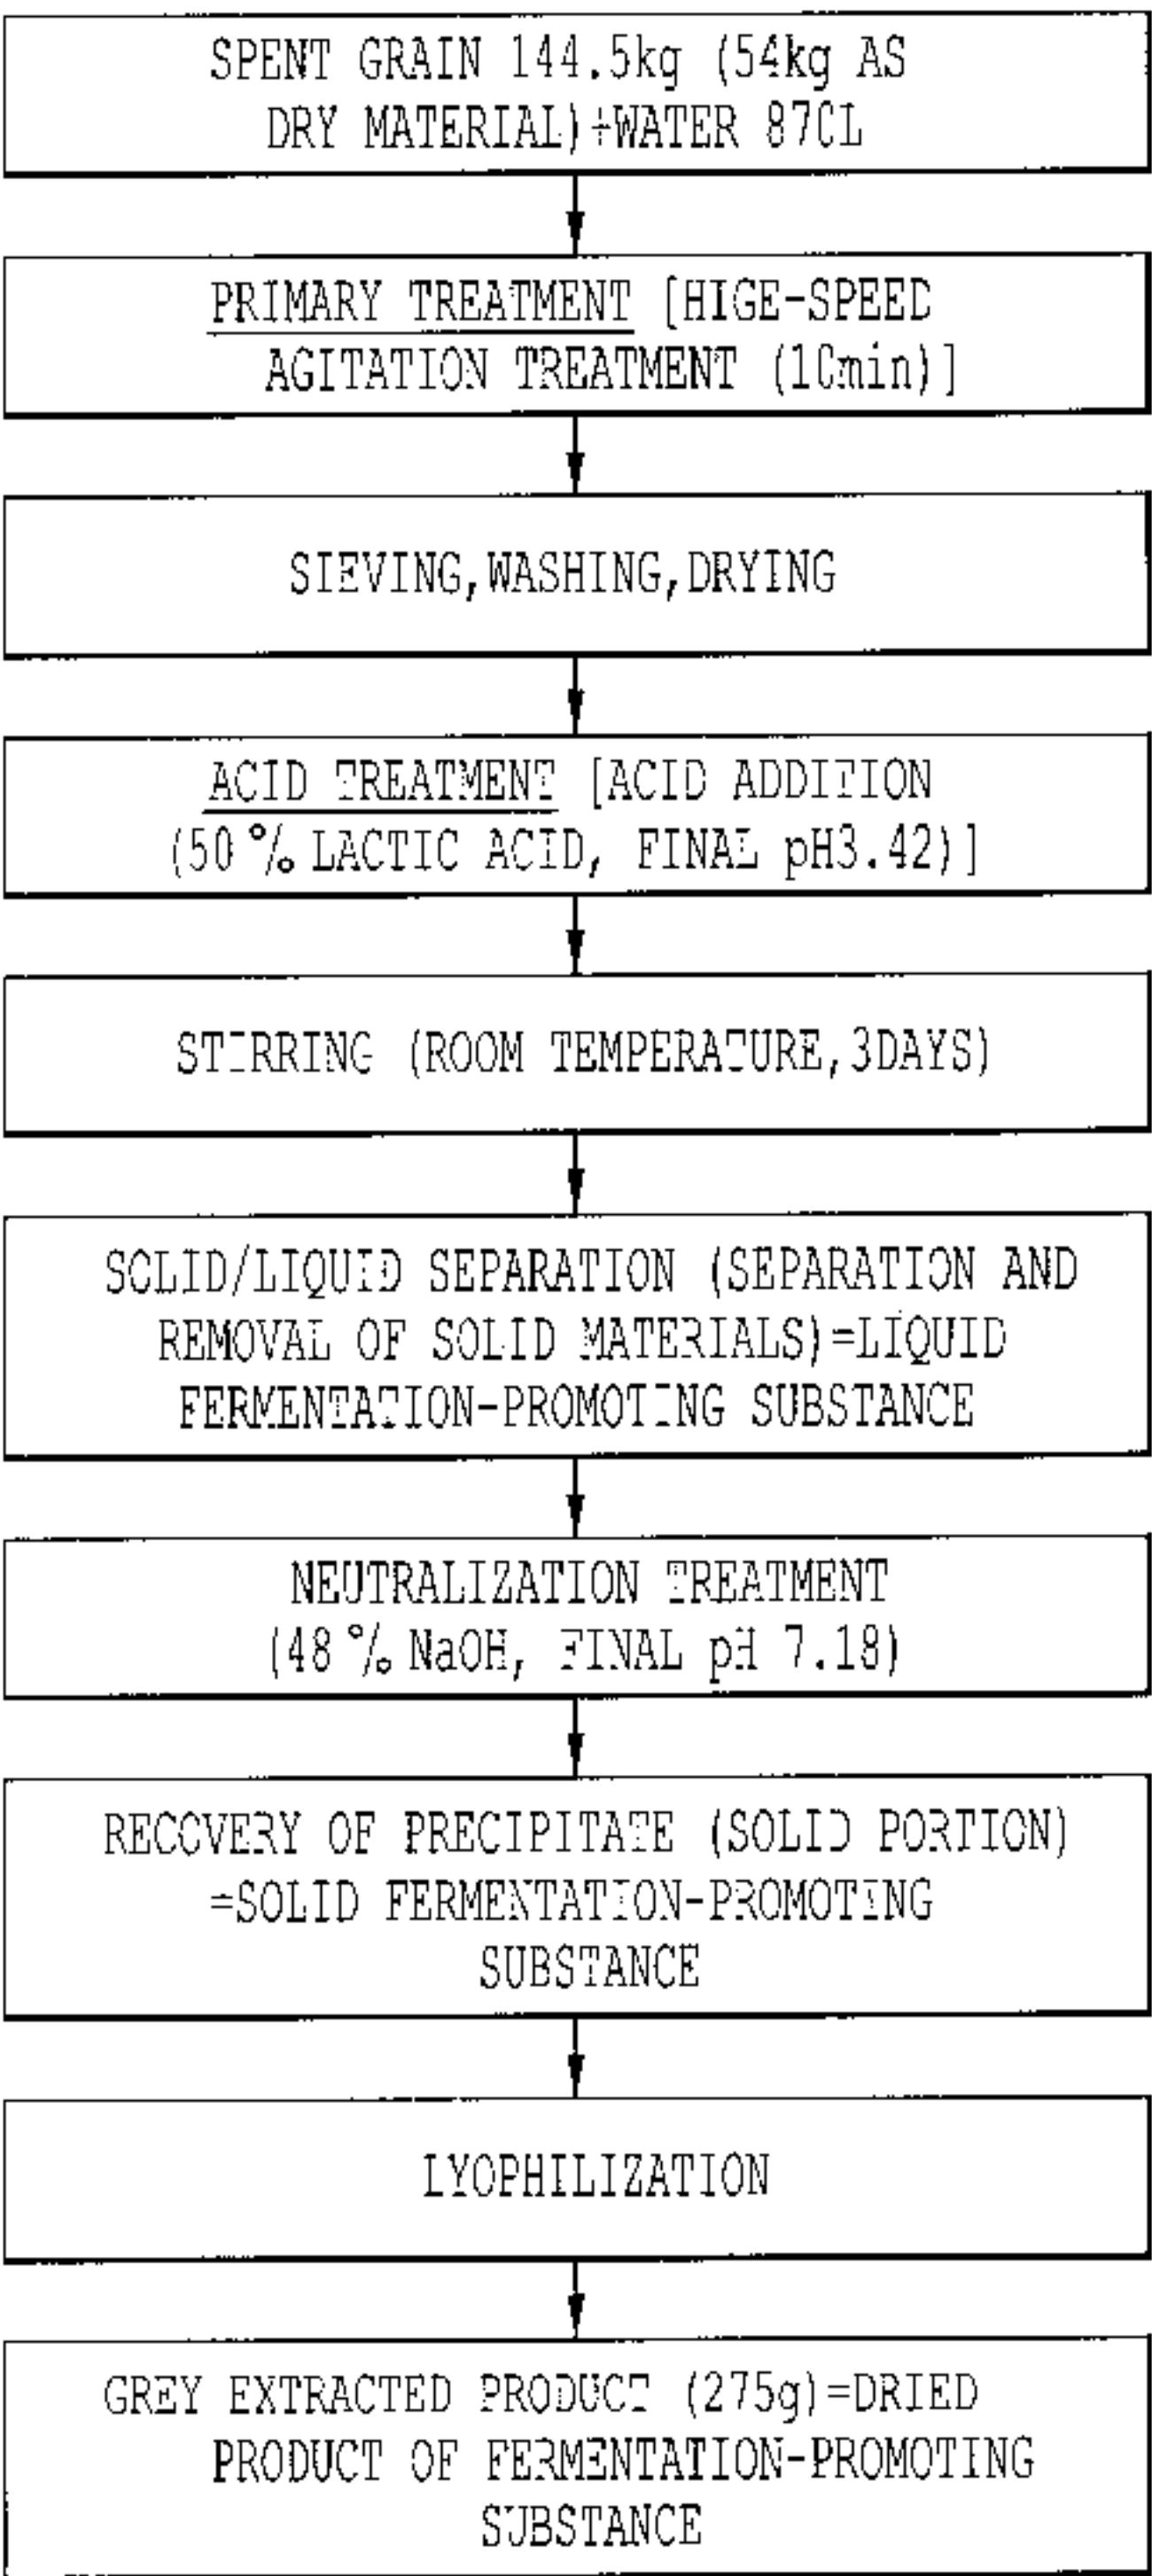 SPENT GRAIN 144.5kg (54kg AS
DRY MATERIAL)+WATER 870L
PRIMARY TREATMENT [HIGE-SPEED
AGITATION TREATMENT (10min)]
SIEVING,WASHING,DRYING
ACID TREATMENT [ACID ADDITION
(50% LACTIC ACID, FINAL pH3.42)]
STIRRING (ROOM TEMPERATURE,3DAYS)
SOLID/LIQUID SEPARATION (SEPARATION AND
REMOVAL OF SOLID MATERIALS)=LIQUID
FERMENTATION-PROMOTING SUBSTANCE
NEUTRALIZATION TREATMENT
(48% NaOH, FINAL pH 7.18)
RECOVERY OF PRECIPITATE (SOLID PORTION)
=SOLID FERMENTATION-PROMOTING
SUBSTANCE
LYOPHILIZATION
GREY EXTRACTED PRODUCT (275g)=DRIED
PRODUCT OF FERMENTATION-PROMOTING
SUBSTANCE